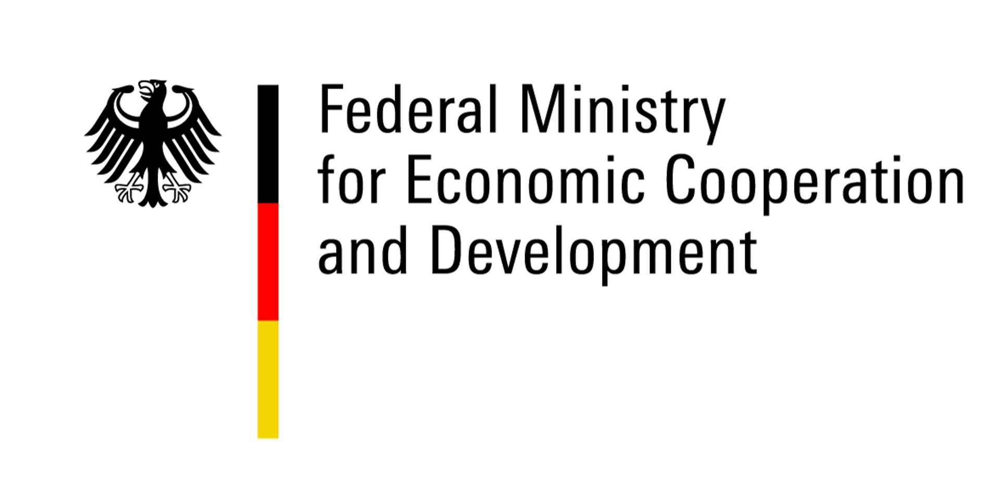 Federal Ministry
for Economic Cooperation
and Development